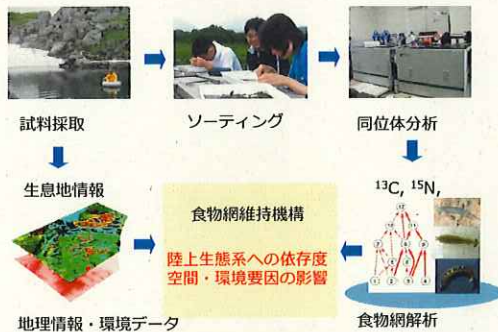 試料採取
ソーティング
同位体分析
生息地情報
¹³C, ¹⁵N,
食物網維持機構
陸上生態系への依存度
空間・環境要因の影響
地理情報・環境データ
食物網解析